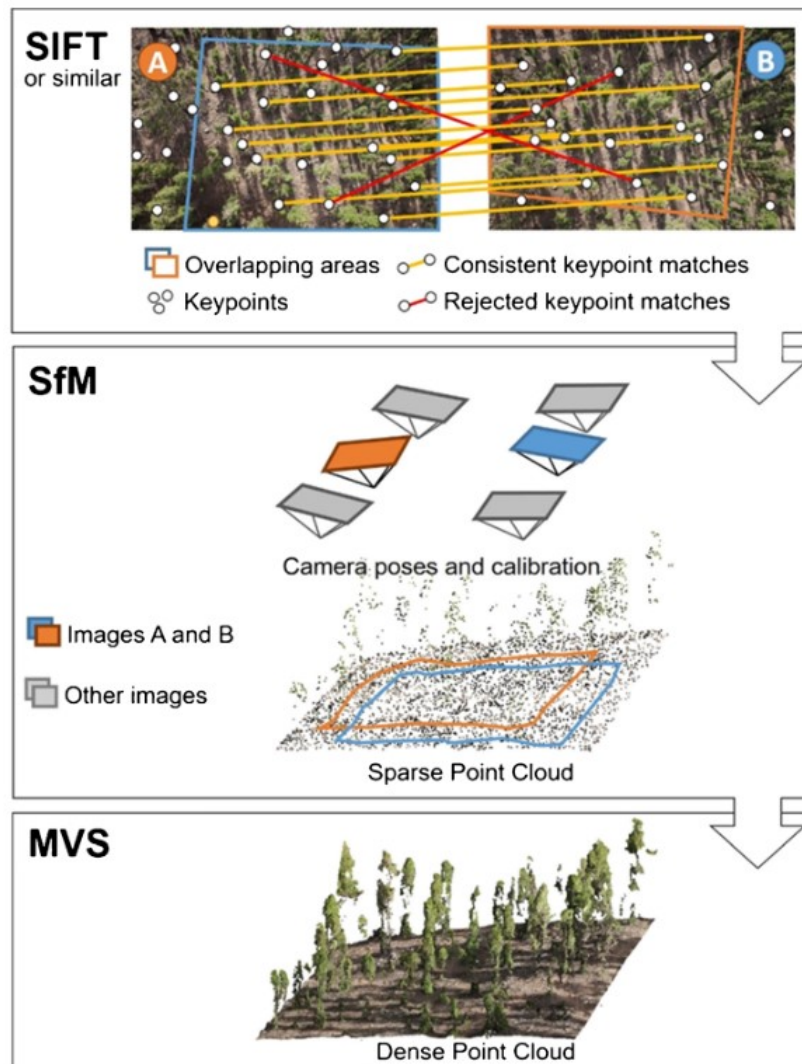 SIFT
or similar
A
B
Overlapping areas
Consistent keypoint matches
Keypoints
Rejected keypoint matches
SfM
Camera poses and calibration
Images A and B
Other images
Sparse Point Cloud
MVS
Dense Point Cloud